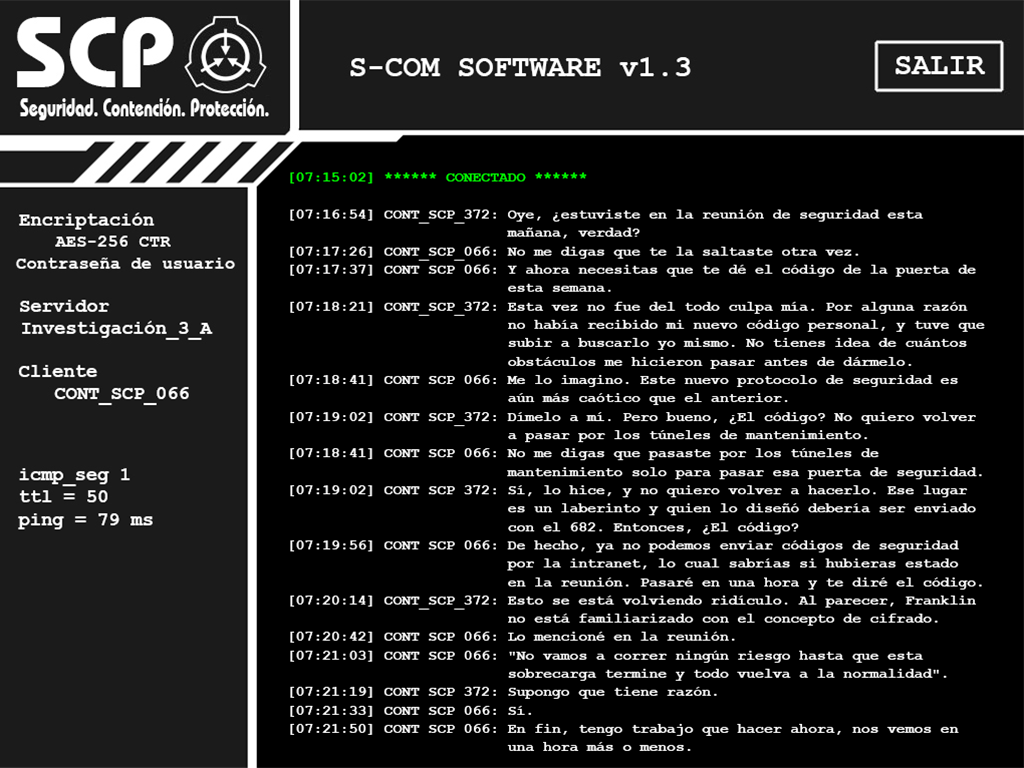 SCP
Seguridad. Contención. Protección.
S-COM SOFTWARE v1.3
SALIR
Encriptación
AES-256 CTR
Contraseña de usuario
Servidor
Investigación_3_A
Cliente
CONT_SCP_066
icmp_seg 1
ttl = 50
ping = 79 ms
[07:15:02] ****** CONECTADO ******
[07:16:54] CONT_SCP_372: Oye, ¿estuviste en la reunión de seguridad esta
mañana, verdad?
[07:17:26] CONT SCP 066: No me digas que te la saltaste otra vez.
[07:17:37] CONT SCP 066: Y ahora necesitas que te dé el código de la puerta de
esta semana.
[07:18:21] CONT_SCP_372: Esta vez no fue del todo culpa mía. Por alguna razón
no había recibido mi nuevo código personal, y tuve que
subir a buscarlo yo mismo. No tienes idea de cuántos
obstáculos me hicieron pasar antes de dármelo.
[07:18:41] CONT SCP 066: Me lo imagino. Este nuevo protocolo de seguridad es
aún más caótico que el anterior.
[07:19:02] CONT_SCP_372: Dímelo a mí. Pero bueno, ¿El código? No quiero volver
a pasar por los túneles de mantenimiento.
[07:18:41] CONT SCP 066: No me digas que pasaste por los túneles de
mantenimiento solo para pasar esa puerta de seguridad.
[07:19:02] CONT SCP 372: Sí, lo hice, y no quiero volver a hacerlo. Ese lugar
es un laberinto y quien lo diseñó debería ser enviado
con el 682. Entonces, ¿El código?
[07:19:56] CONT SCP 066: De hecho, ya no podemos enviar códigos de seguridad
por la intranet, lo cual sabrías si hubieras estado
en la reunión. Pasaré en una hora y te diré el código.
[07:20:14] CONT_SCP_372: Esto se está volviendo ridículo. Al parecer, Franklin
no está familiarizado con el concepto de cifrado.
[07:20:42] CONT SCP 066: Lo mencioné en la reunión.
[07:21:03] CONT SCP 066: "No vamos a correr ningún riesgo hasta que esta
sobrecarga termine y todo vuelva a la normalidad".
[07:21:19] CONT SCP 372: Supongo que tiene razón.
[07:21:33] CONT SCP 066: Sí.
[07:21:50] CONT SCP 066: En fin, tengo trabajo que hacer ahora, nos vemos en
una hora más o menos.